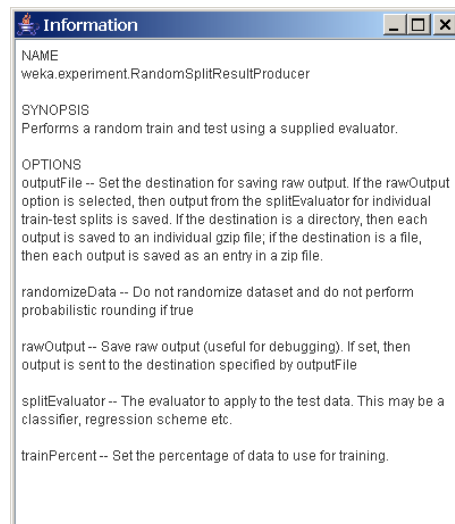 Information
NAME
weka.experiment.RandomSplitResultProducer
SYNOPSIS
Performs a random train and test using a supplied evaluator.
OPTIONS
outputFile -- Set the destination for saving raw output. If the rawOutput
option is selected, then output from the splitEvaluator for individual
train-test splits is saved. If the destination is a directory, then each
output is saved to an individual gzip file; if the destination is a file,
then each output is saved as an entry in a zip file.
randomizeData -- Do not randomize dataset and do not perform
probabilistic rounding if true
rawOutput -- Save raw output (useful for debugging). If set, then
output is sent to the destination specified by outputFile
splitEvaluator -- The evaluator to apply to the test data. This may be a
classifier, regression scheme etc.
trainPercent -- Set the percentage of data to use for training.